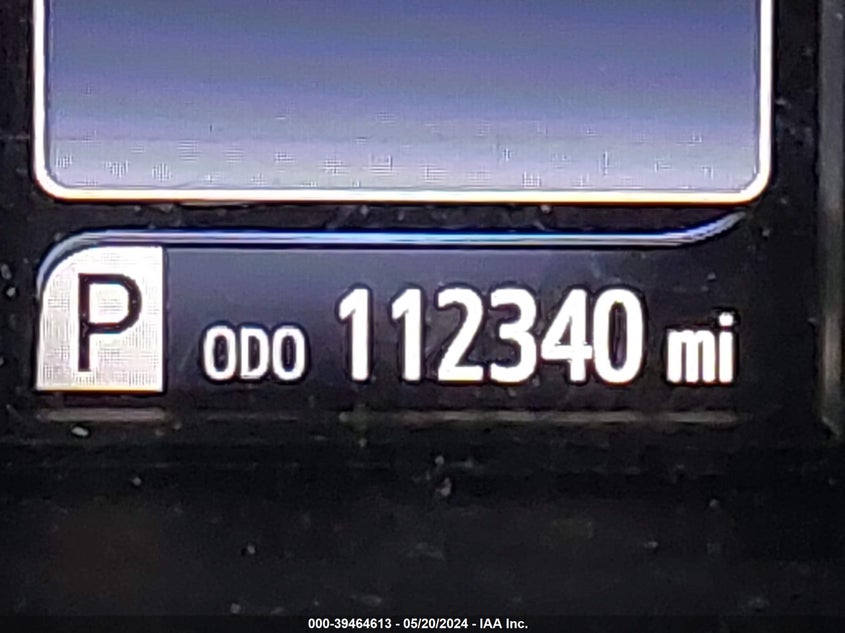 P ODO 112340 mi
000-39464613 - 05/20/2024 - IAA Inc.